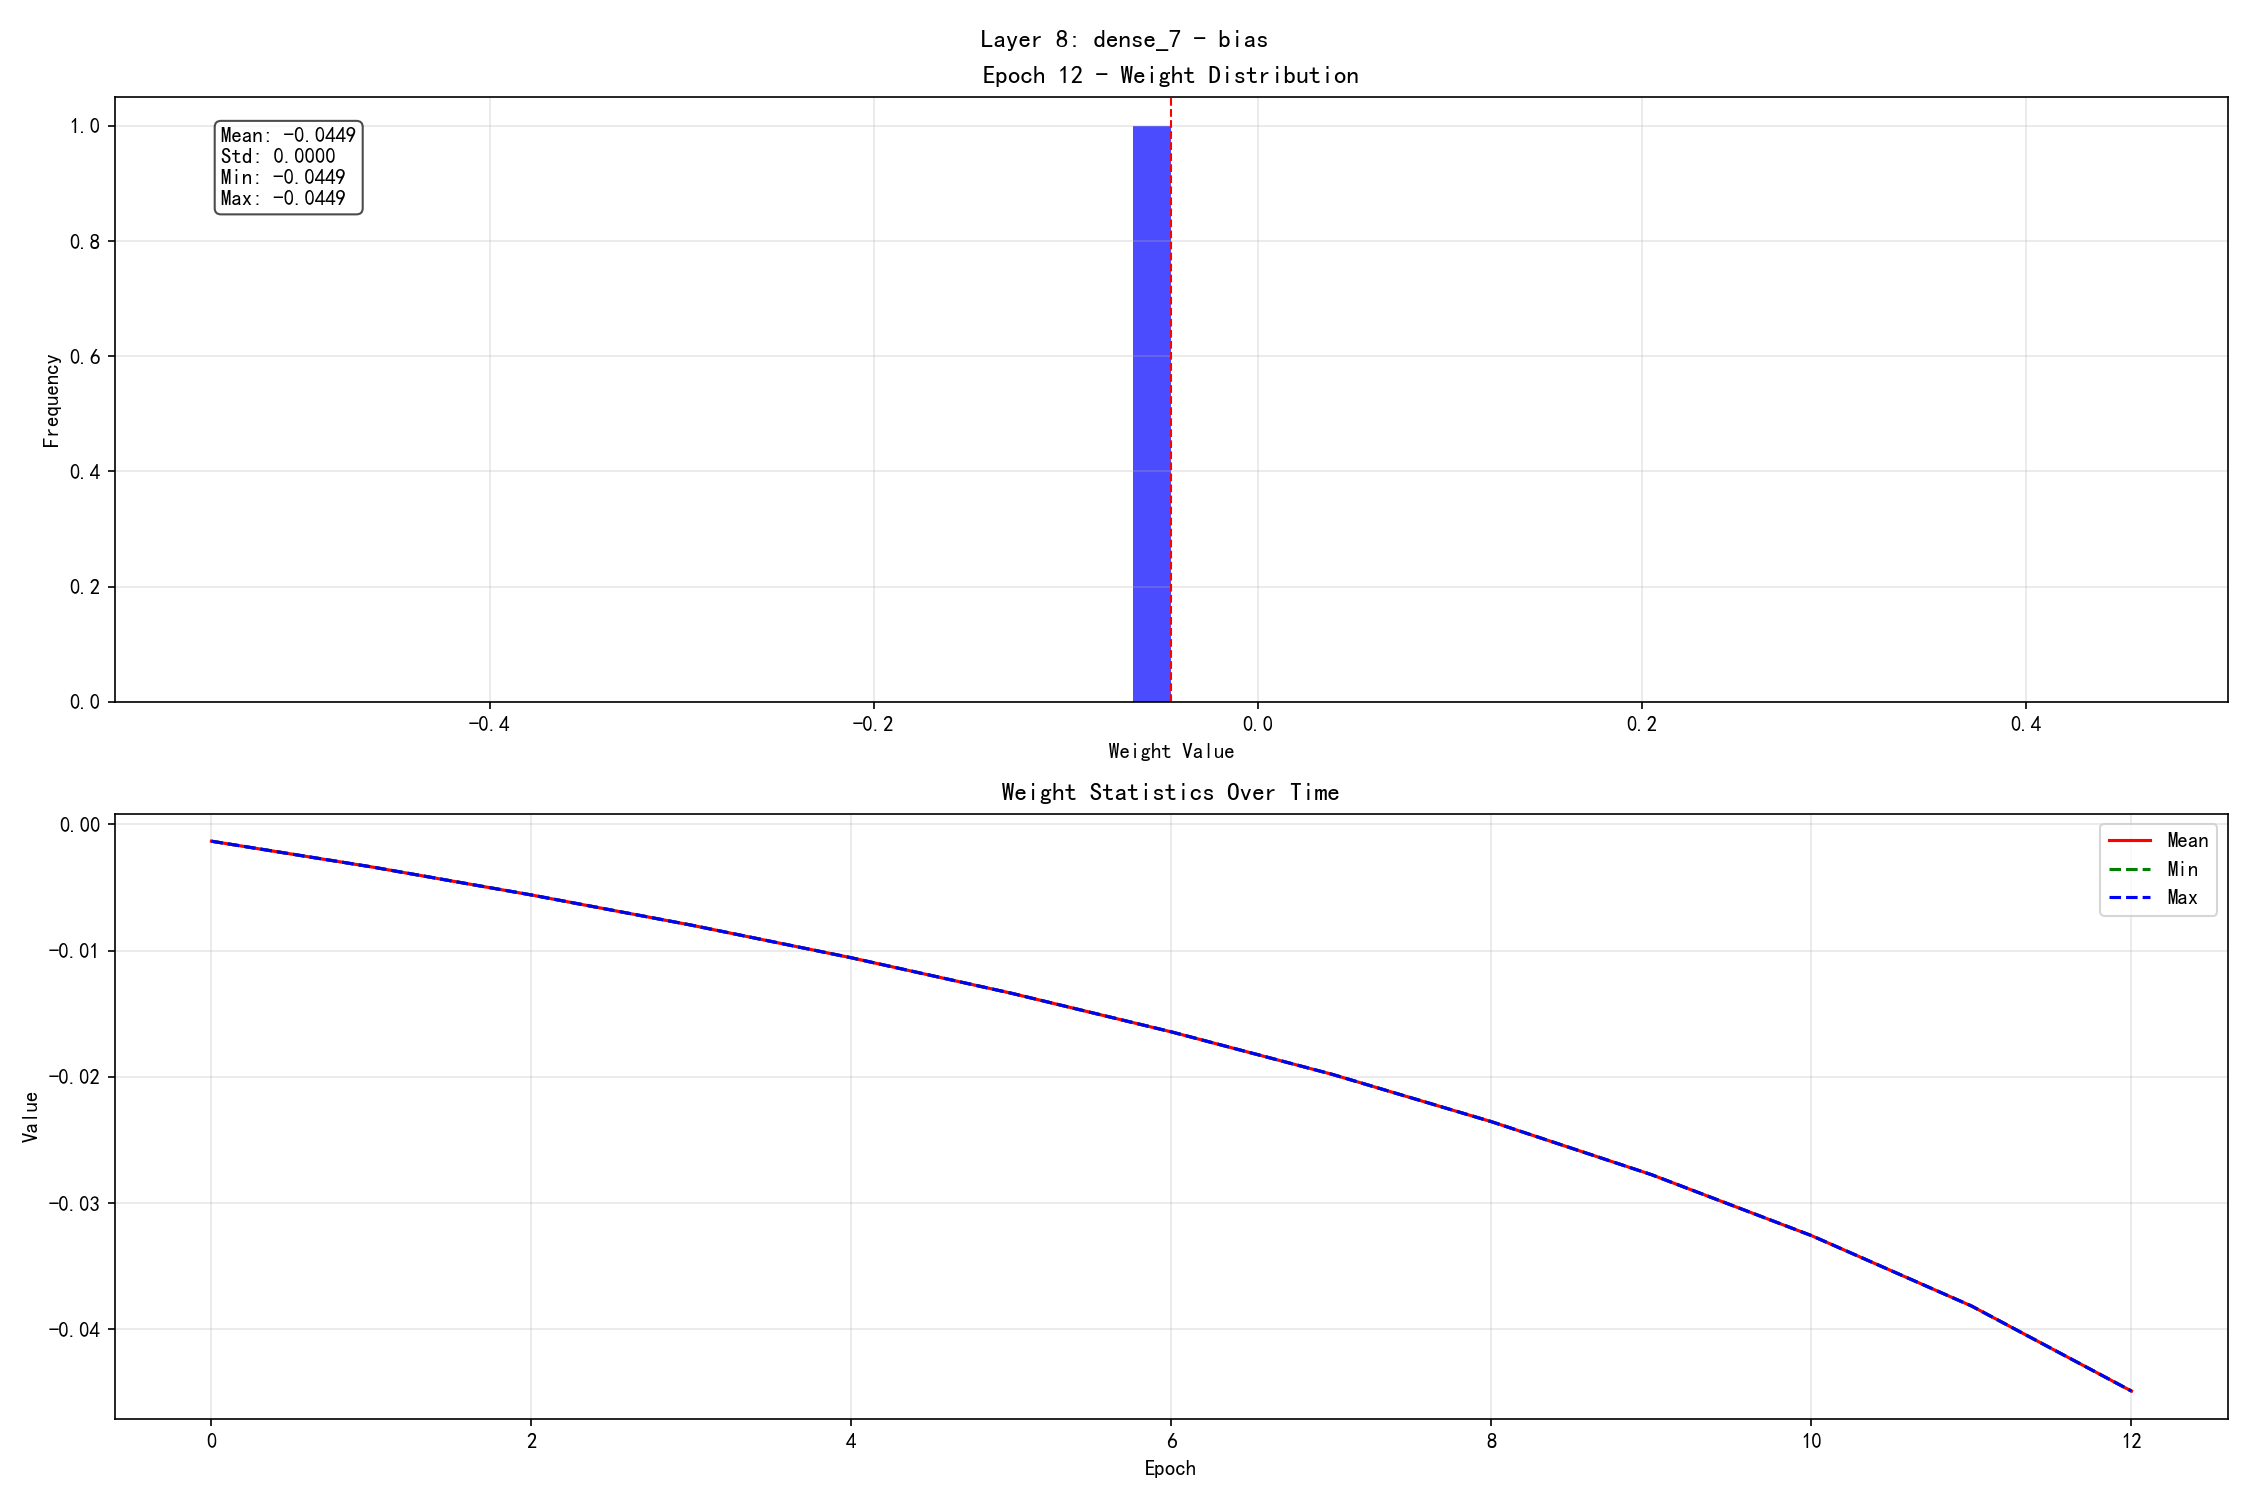 Layer 8: dense_7 - bias
Epoch 12 - Weight Distribution
Mean: -0.0449
Std: 0.0000
Min: -0.0449
Max: -0.0449
Frequency
1.0
0.8
0.6
0.4
0.2
0.0
-0.4 -0.2 0.0 0.2 0.4
Weight Value
Weight Statistics Over Time
Mean
Min
Max
Value
0.00
-0.01
-0.02
-0.03
-0.04
0 2 4 6 8 10 12
Epoch